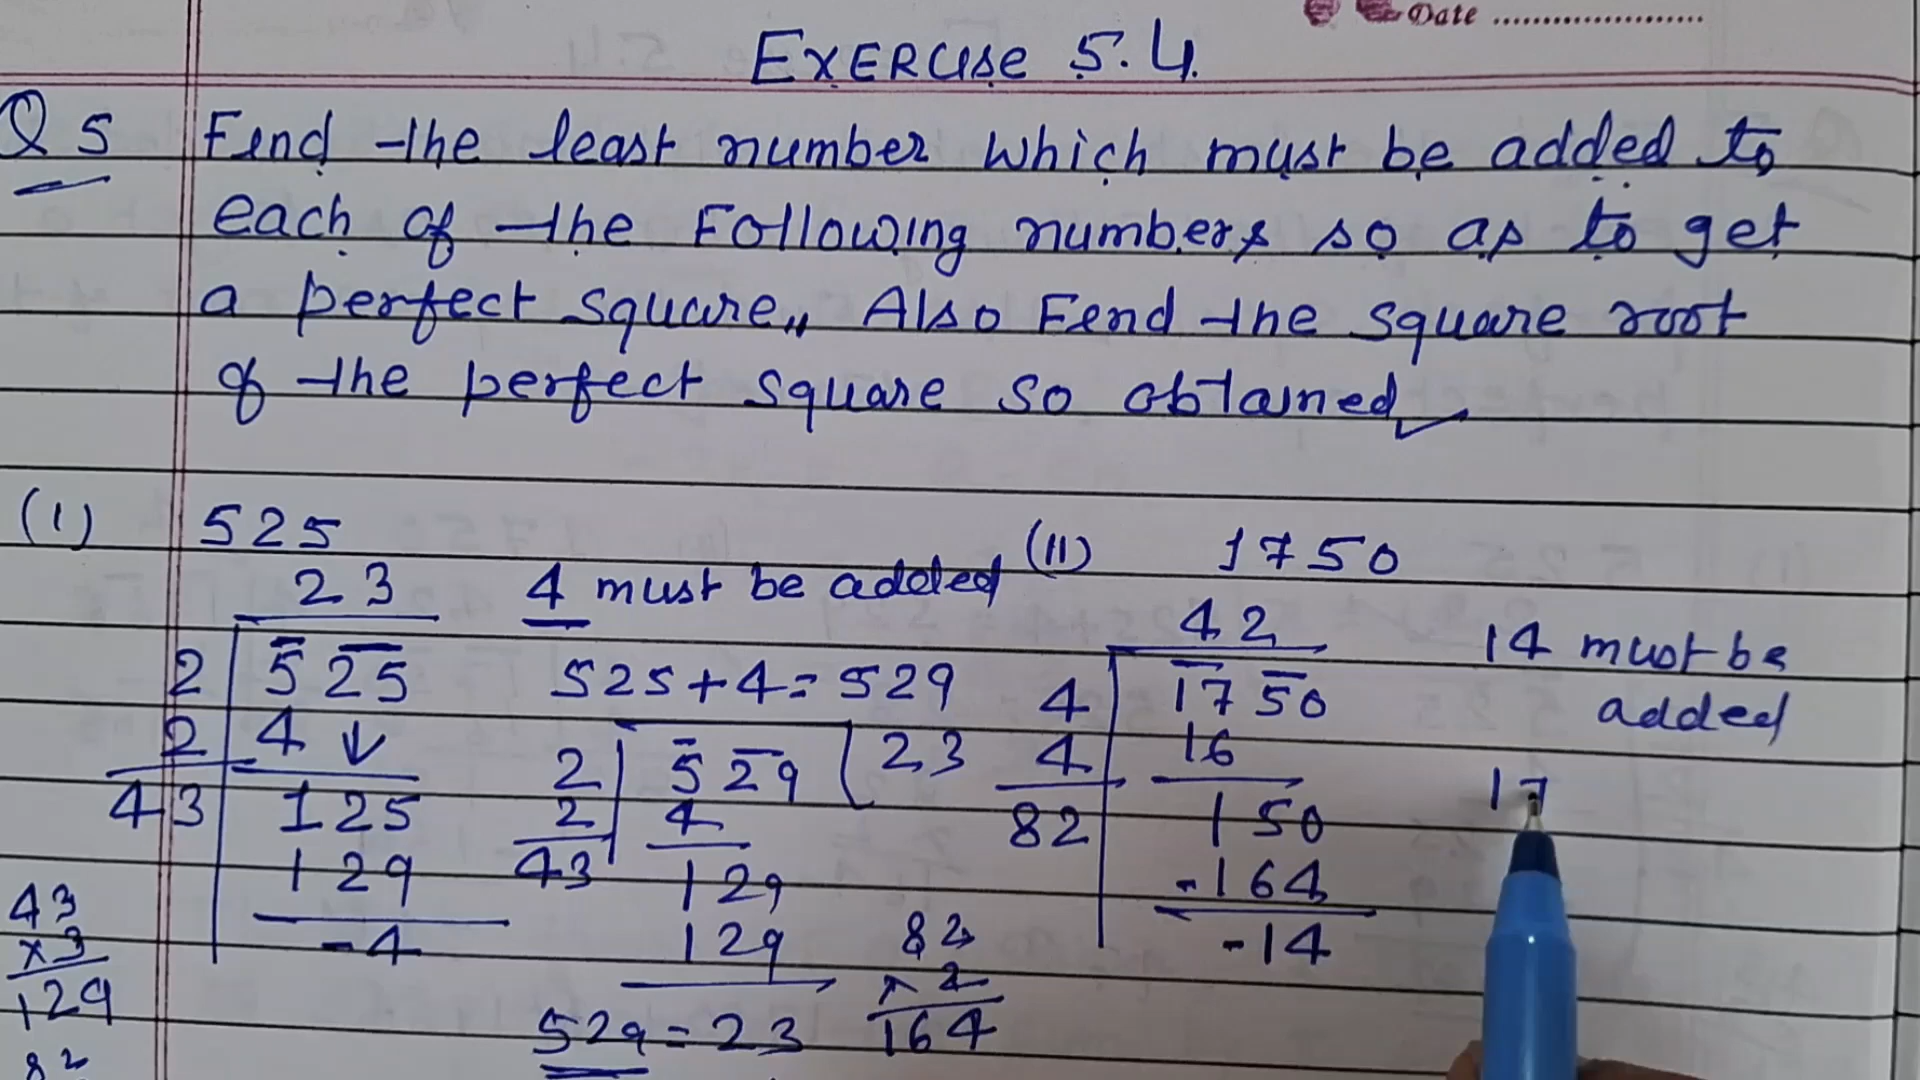 Date ......................
EXERCISE 5.4.
Q 5 Find the least number which must be added to
each of the Following numbers so as to get
a perfect square,, Also Find the square root
of the perfect square so obtained
(I) 525
23
2 525
2 4 ↓
43 125
129
-4
43
x3
129
82
4 must be added
525+4=529
2 529 23
2 4
43 129
129
529 = 23
82
x 2
164
(II) 1750
42
4 1750
4 16
82 150
-164
-14
14 must be
added
17